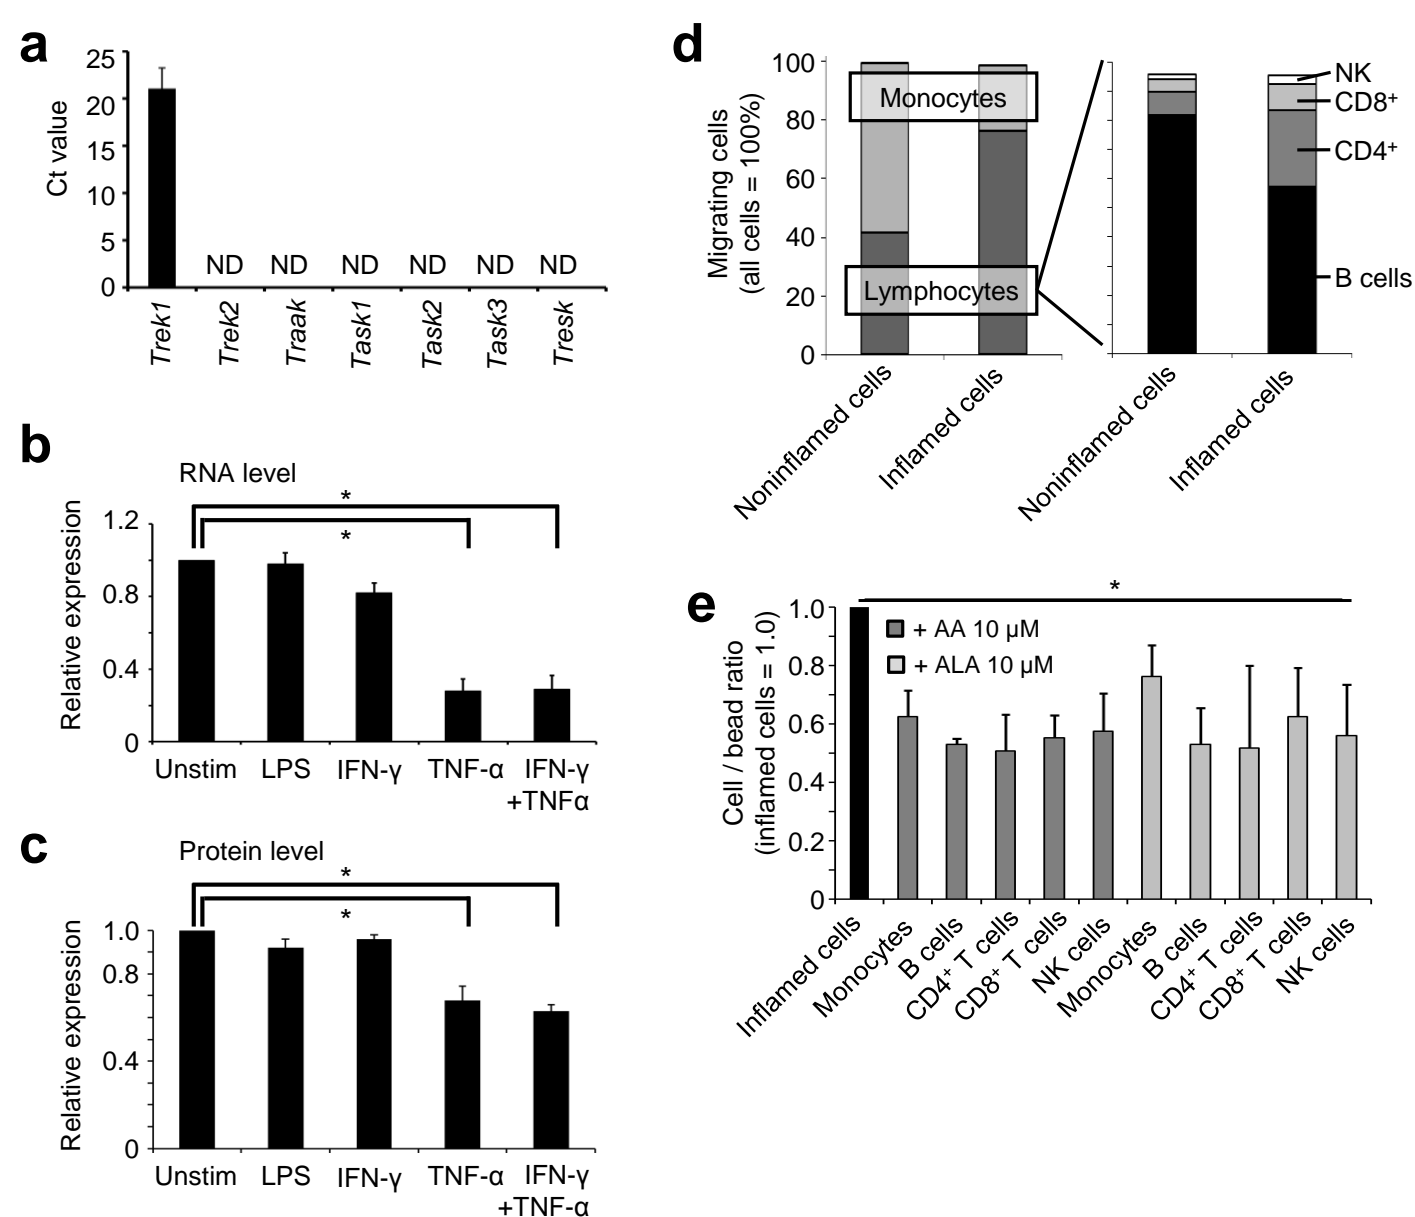 a
Ct value
25
20
15
10
5
0
ND ND ND ND ND ND
Trek1
Trek2
Traak
Task1
Task2
Task3
Tresk
b
RNA level
*
*
Relative expression
1.2
0.8
0.4
0
Unstim LPS IFN-γ TNF-α IFN-γ
+TNFα
c
Protein level
*
*
Relative expression
1.0
0.8
0.4
0
Unstim LPS IFN-γ TNF-α IFN-γ
+TNF-α
d
Migrating cells
(all cells = 100%)
100
80
60
40
20
0
Monocytes
Lymphocytes
Noninflamed cells
Inflamed cells
NK
CD8⁺
CD4⁺
B cells
Noninflamed cells
Inflamed cells
e
*
Cell / bead ratio
(inflamed cells = 1.0)
1.0
0.8
0.6
0.4
0.2
0
+ AA 10 μM
+ ALA 10 μM
Inflamed cells
Monocytes
B cells
CD4⁺ T cells
CD8⁺ T cells
NK cells
Monocytes
B cells
CD4⁺ T cells
CD8⁺ T cells
NK cells